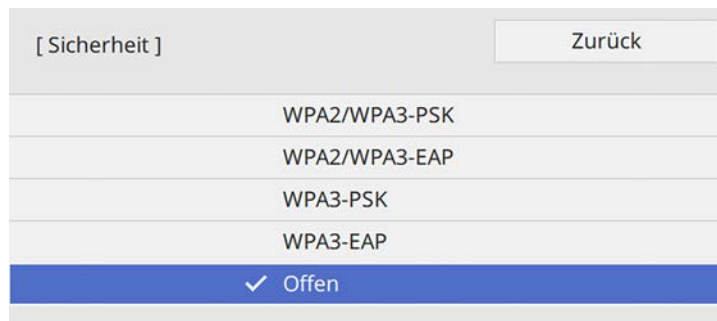 [ Sicherheit ]
Zurück
WPA2/WPA3-PSK
WPA2/WPA3-EAP
WPA3-PSK
WPA3-EAP
Offen